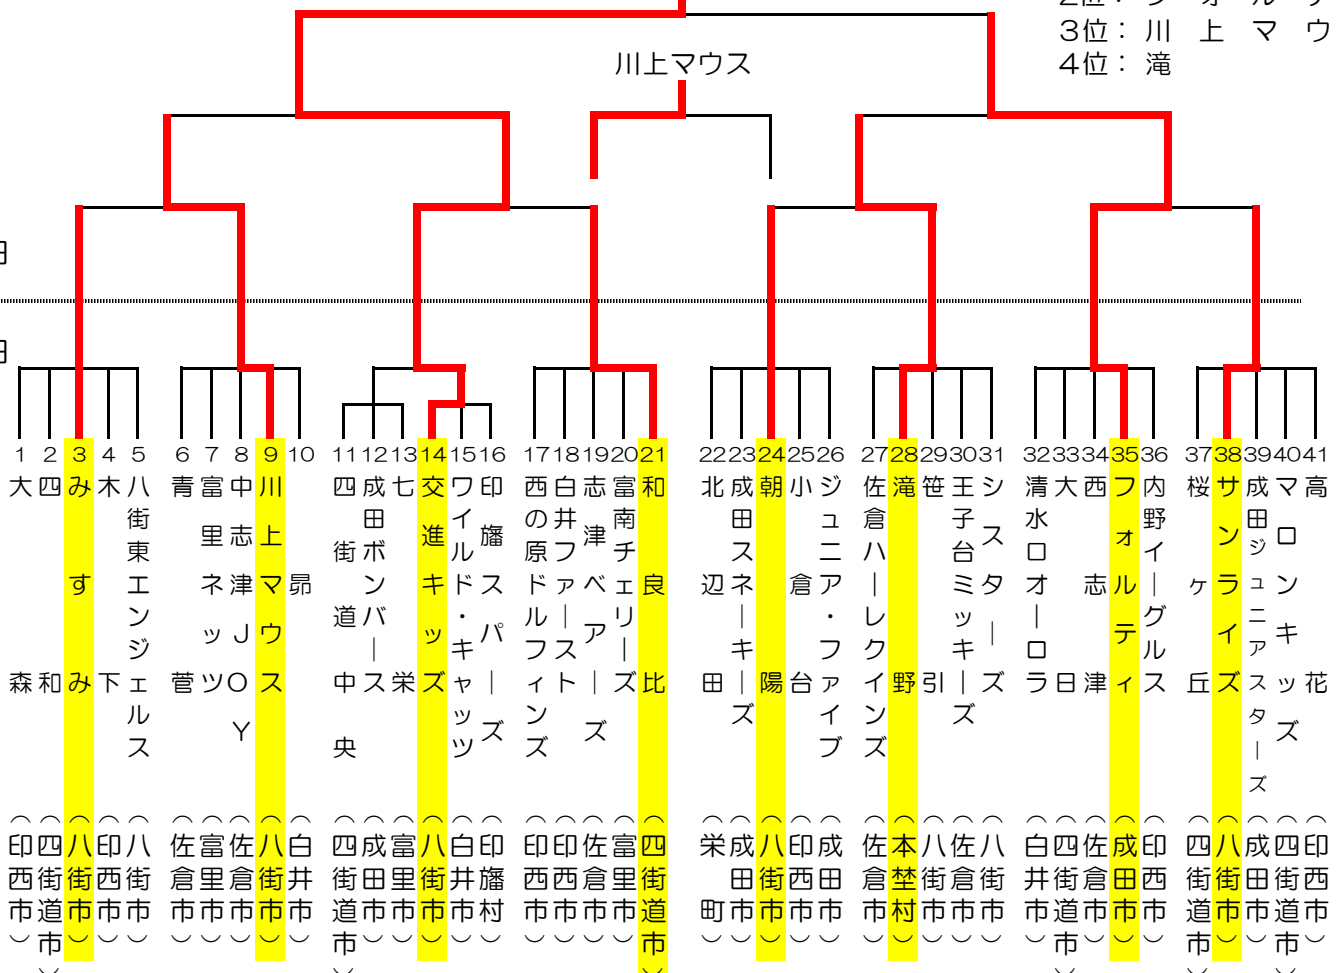 3位：川上マウ
4位：滝
川上マウス
1 大森 （印西市）
2 四和 （四街道市）
3 みすみ （八街市）
4 木下 （印西市）
5 八街東エンジェルス （八街市）
6 青菅 （佐倉市）
7 富里ネッツ （富里市）
8 中志津ＪＯＹ （佐倉市）
9 川上マウス （八街市）
10 昴 （白井市）
11 四街道中央 （四街道市）
12 成田ボンバース （成田市）
13 七栄 （富里市）
14 交進キッズ （八街市）
15 ワイルド・キャッツ （白井市）
16 印旛スパーズ （印旛村）
17 西の原ドルフィンズ （印西市）
18 白井ファースト （印西市）
19 志津ベアーズ （佐倉市）
20 富南チェリーズ （富里市）
21 和良比 （四街道市）
22 北辺田 （栄町）
23 成田スネーキーズ （成田市）
24 朝陽 （八街市）
25 小倉台 （印西市）
26 ジュニア・ファイブ （成田市）
27 佐倉ハーレクインズ （佐倉市）
28 滝野 （本埜村）
29 笹引 （八街市）
30 王子台ミッキーズ （佐倉市）
31 シスターズ （八街市）
32 清水口オーロラ （白井市）
33 大日 （四街道市）
34 西志津 （佐倉市）
35 フォルティ （成田市）
36 内野イーグルス （印西市）
37 桜ヶ丘 （四街道市）
38 サンライズ （八街市）
39 成田ジュニアスターズ （成田市）
40 マロンキッズ （四街道市）
41 高花 （印西市）